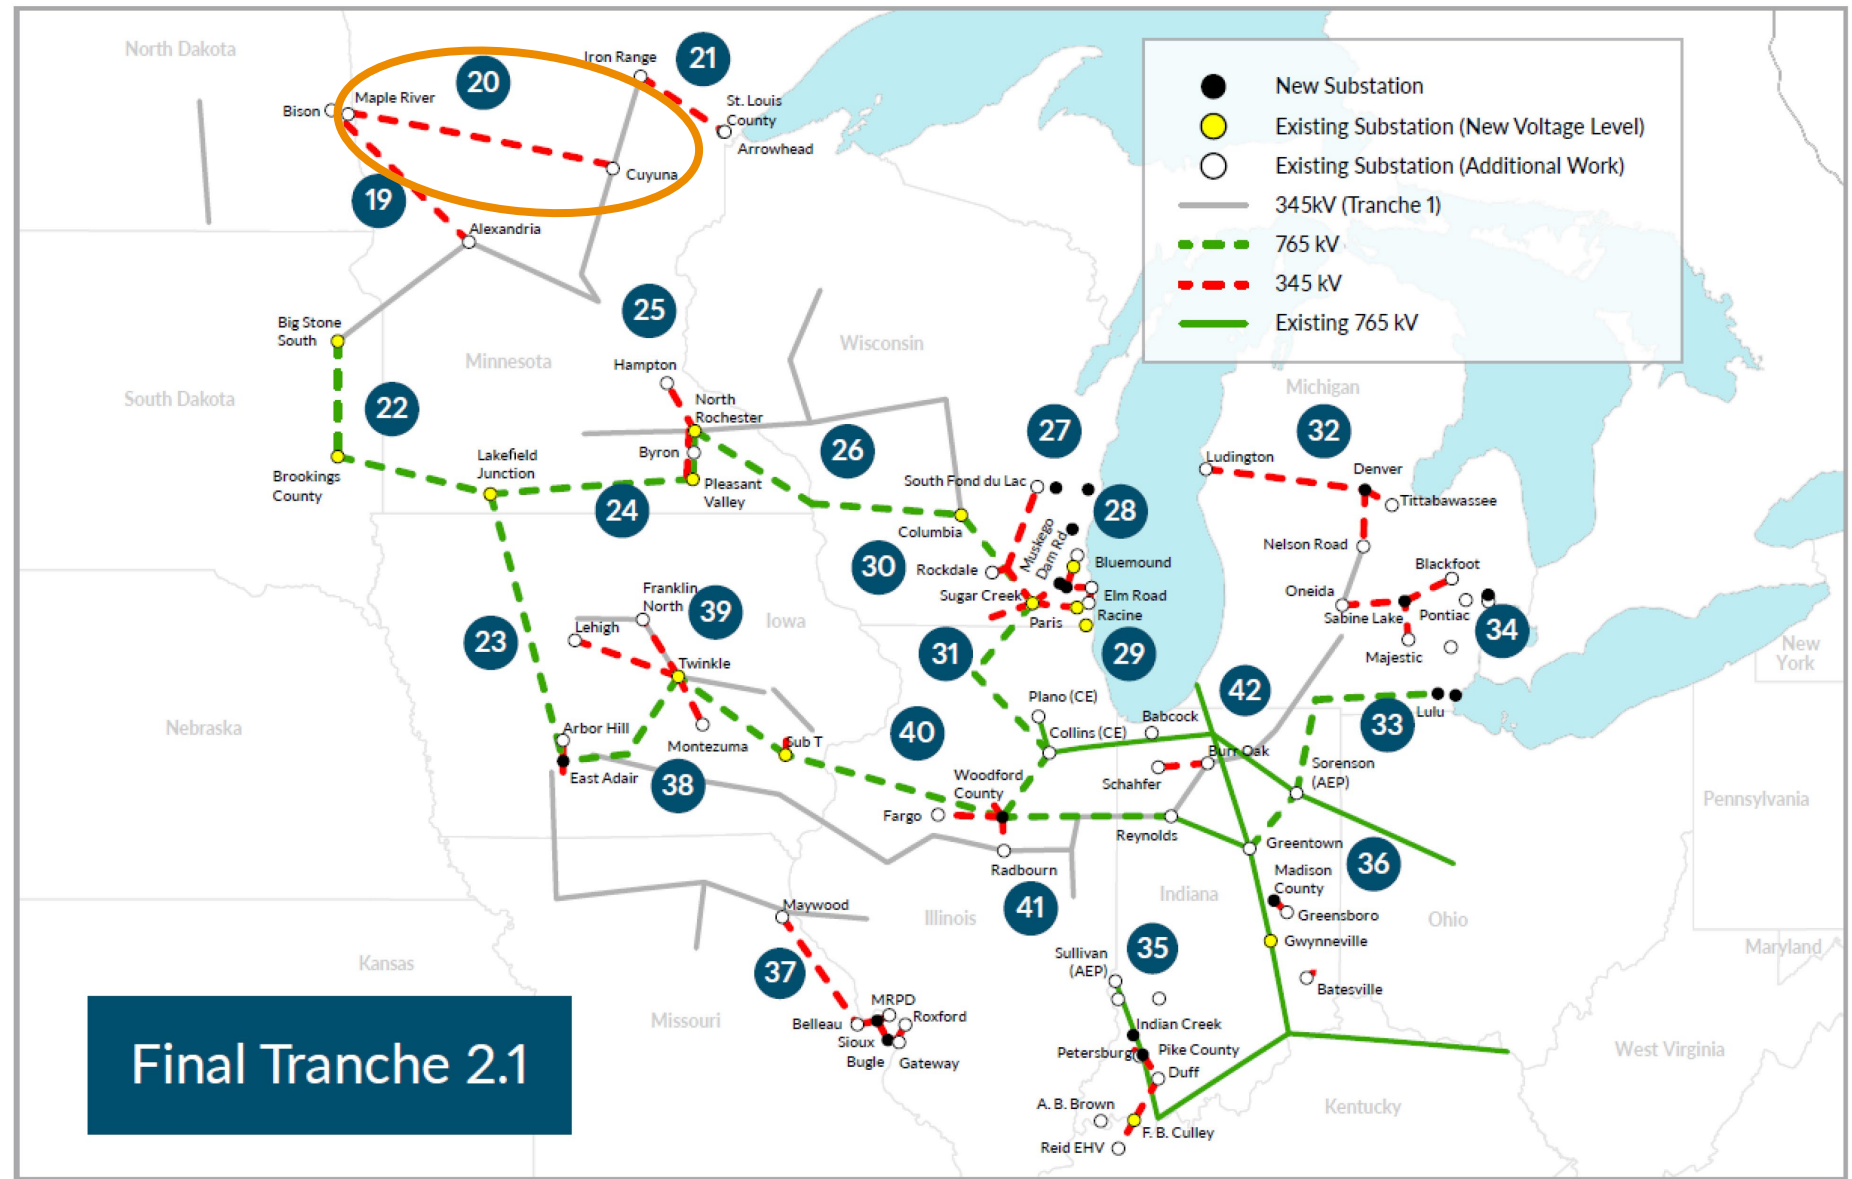 North Dakota
Iron Range
21
20
Bison
Maple River
St. Louis
County
Arrowhead
Cuyuna
19
Alexandria
New Substation
Existing Substation (New Voltage Level)
Existing Substation (Additional Work)
345kV (Tranche 1)
765 kV
345 kV
Existing 765 kV
25
Big Stone
South
Minnesota
Wisconsin
Hampton
Michigan
South Dakota
22
North
Rochester
27
32
26
Byron
Lakefield
Junction
Ludington
Denver
Brookings
County
Pleasant
Valley
South Fond du Lac
Tittabawassee
24
28
Columbia
Muskego
Dam Rd
Nelson Road
30
Rockdale
Bluemound
Blackfoot
Franklin
North
39
Sugar Creek
Elm Road
Oneida
Lehigh
Iowa
Paris
Racine
Sabine Lake
Pontiac
34
23
31
29
Majestic
New
York
Twinkle
42
Plano (CE)
Nebraska
Arbor Hill
Montezuma
Sub T
40
Collins (CE)
Babcock
Lulu
33
East Adair
38
Woodford
County
Schahfer
Burr Oak
Sorenson
(AEP)
Pennsylvania
Fargo
Reynolds
Greentown
36
Radbourn
Madison
County
41
Indiana
Maywood
Illinois
Greensboro
Ohio
35
Gwynneville
Maryland
Kansas
37
Sullivan
(AEP)
Batesville
MRPD
Missouri
Belleau
Roxford
Sioux
Indian Creek
Bugle
Gateway
Petersburg
Pike County
West Virginia
Duff
A. B. Brown
Kentucky
F. B. Culley
Reid EHV
Final Tranche 2.1